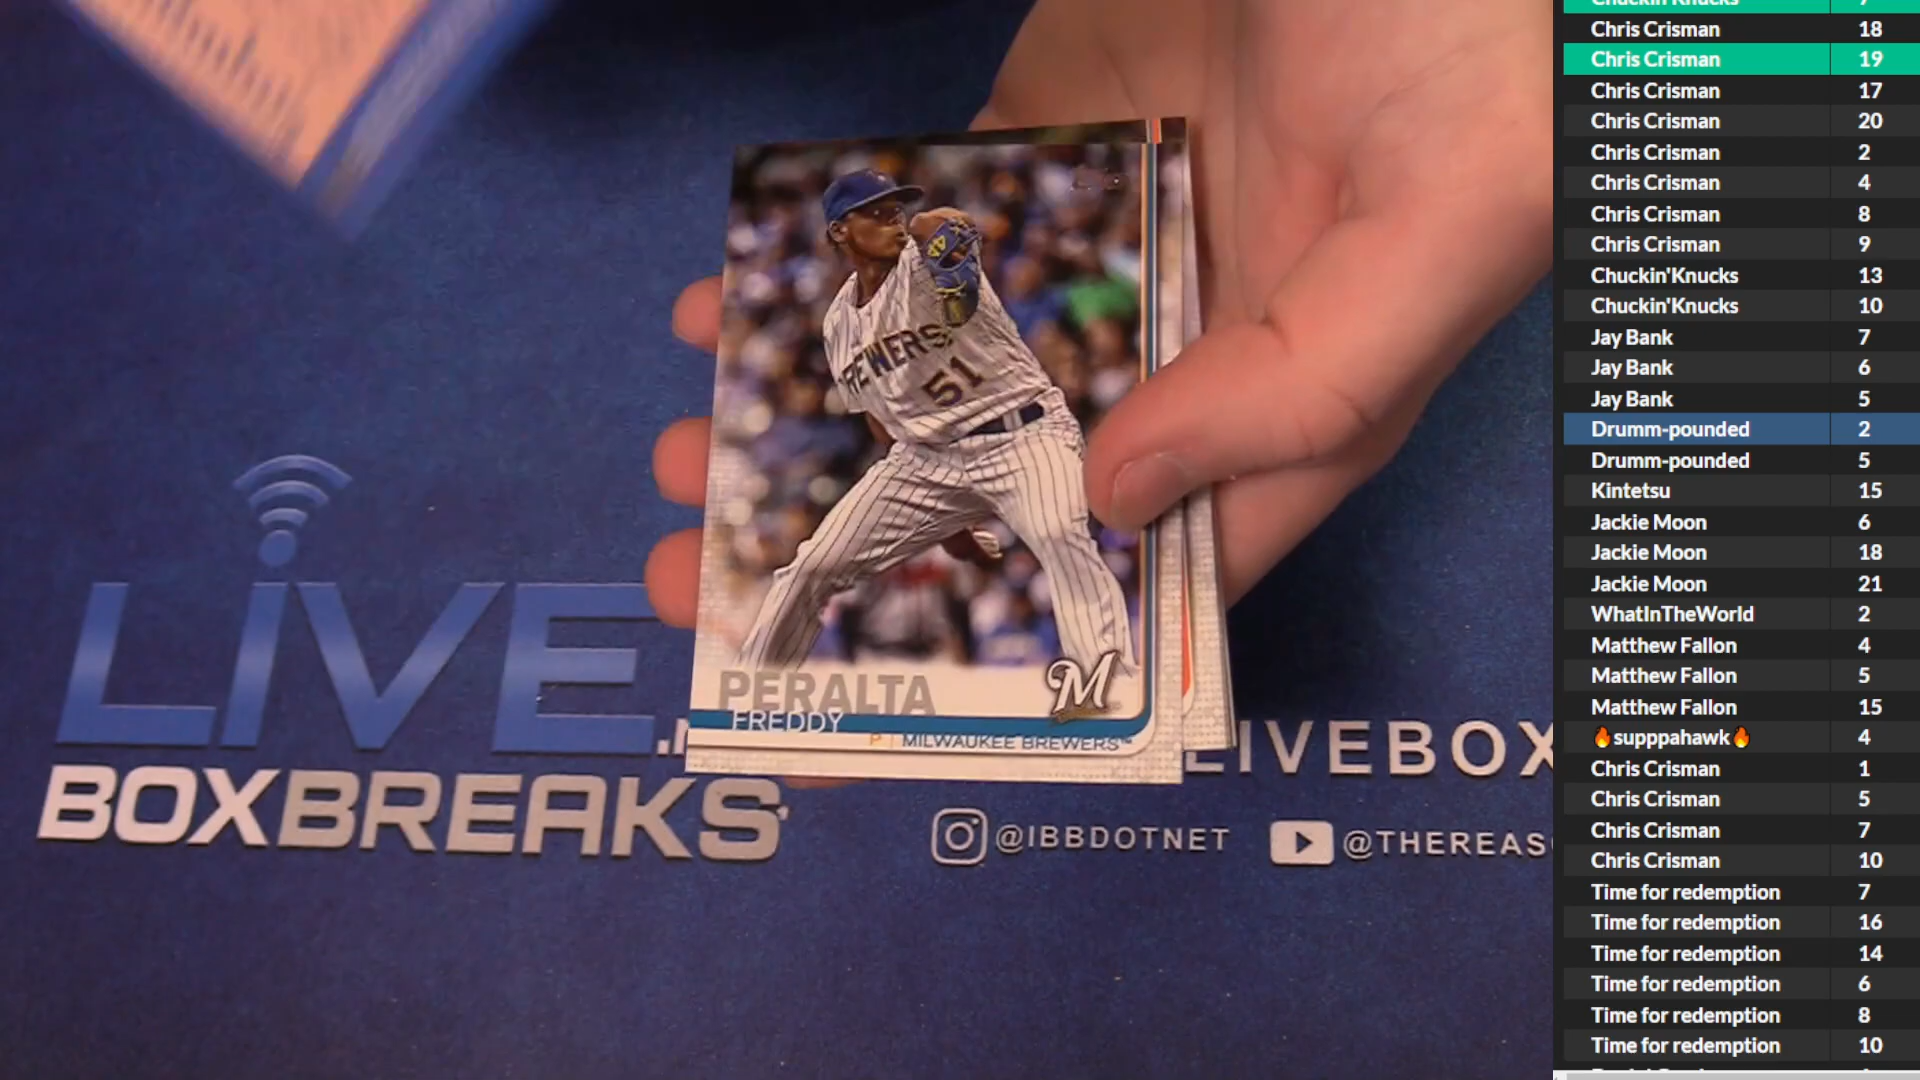 BREWERS
51
PERALTA
FREDDY
P | MILWAUKEE BREWERS™
M
LIVE
BOXBREAKS
LIVEBOX
@IBBDOTNET
@THEREAS
Chuckin'Knucks 7
Chris Crisman 18
Chris Crisman 19
Chris Crisman 17
Chris Crisman 20
Chris Crisman 2
Chris Crisman 4
Chris Crisman 8
Chris Crisman 9
Chuckin'Knucks 13
Chuckin'Knucks 10
Jay Bank 7
Jay Bank 6
Jay Bank 5
Drumm-pounded 2
Drumm-pounded 5
Kintetsu 15
Jackie Moon 6
Jackie Moon 18
Jackie Moon 21
WhatInTheWorld 2
Matthew Fallon 4
Matthew Fallon 5
Matthew Fallon 15
🔥supppahawk🔥 4
Chris Crisman 1
Chris Crisman 5
Chris Crisman 7
Chris Crisman 10
Time for redemption 7
Time for redemption 16
Time for redemption 14
Time for redemption 6
Time for redemption 8
Time for redemption 10